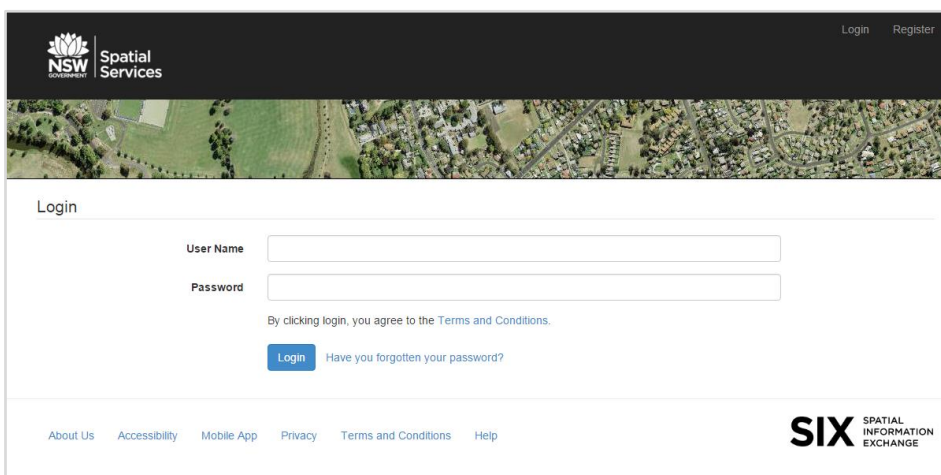 Login Register
NSW
GOVERNMENT
Spatial
Services
Login
User Name
Password
By clicking login, you agree to the Terms and Conditions.
Login Have you forgotten your password?
About Us Accessibility Mobile App Privacy Terms and Conditions Help
SIX
SPATIAL
INFORMATION
EXCHANGE